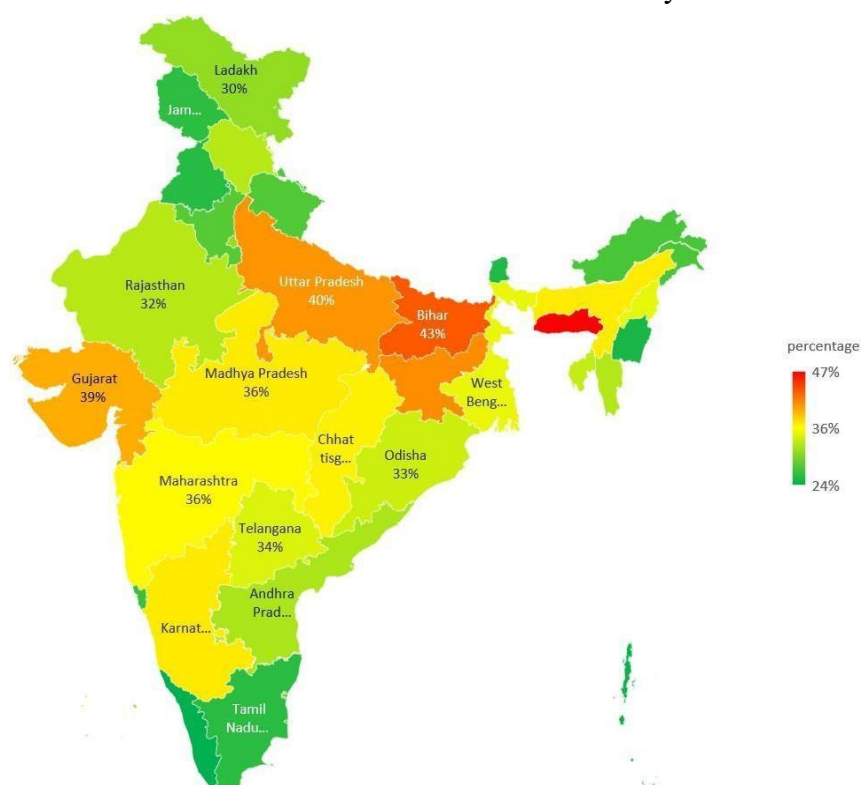 Ladakh
30%
Jam...
Rajasthan
32%
Uttar Pradesh
40%
Bihar
43%
Gujarat
39%
Madhya Pradesh
36%
West
Beng...
Chhat
tisg...
Odisha
33%
Maharashtra
36%
Telangana
34%
Andhra
Prad...
Karnat...
Tamil
Nadu...
percentage
47%
36%
24%